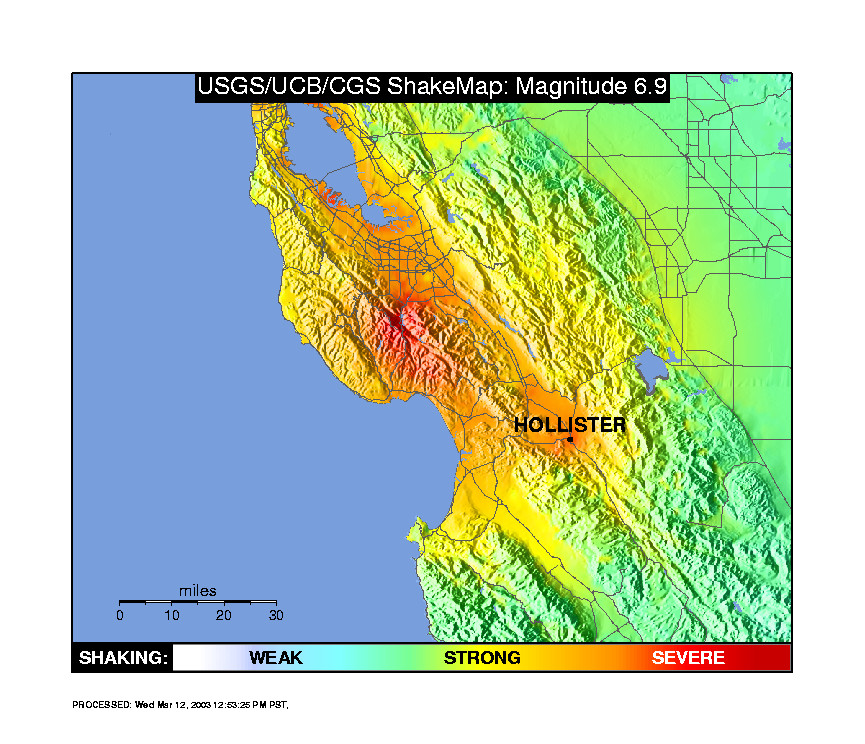 USGS/UCB/CGS ShakeMap: Magnitude 6.9
HOLLISTER
miles
0 10 20 30
SHAKING: WEAK STRONG SEVERE
PROCESSED: Wed Mar 12, 2003 12:53:25 PM PST,